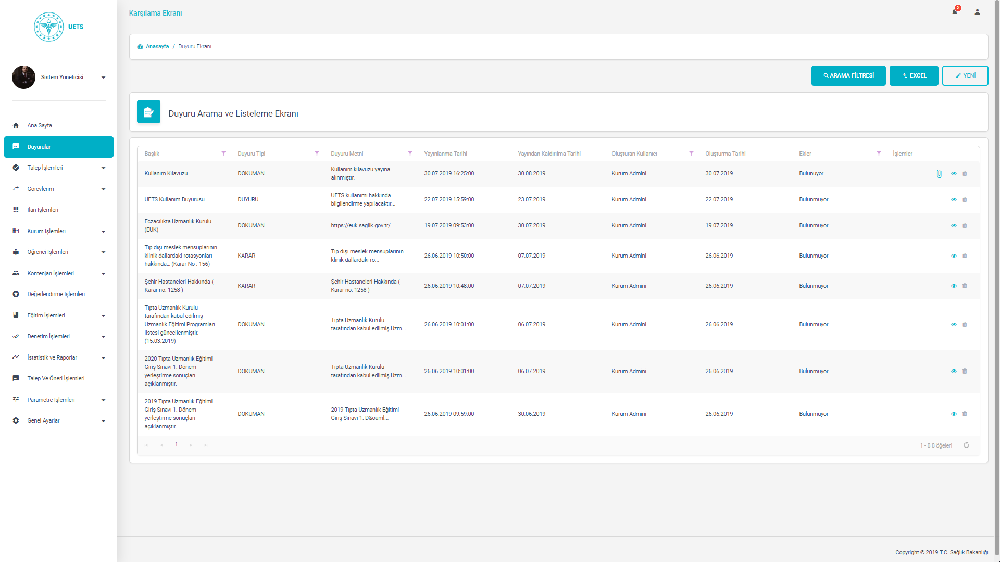 UETS
Sistem Yöneticisi
Ana Sayfa
Duyurular
Talep İşlemleri
Görevlerim
İlan İşlemleri
Kurum İşlemleri
Öğrenci İşlemleri
Kontenjan İşlemleri
Değerlendirme İşlemleri
Eğitim İşlemleri
Denetim İşlemleri
İstatistik ve Raporlar
Talep Ve Öneri İşlemleri
Parametre İşlemleri
Genel Ayarlar
Karşılama Ekranı
0
Anasayfa / Duyuru Ekranı
ARAMA FİLTRESİ
EXCEL
YENİ
Duyuru Arama ve Listeleme Ekranı
Başlık Duyuru Tipi Duyuru Metni Yayınlanma Tarihi Yayından Kaldırılma Tarihi Oluşturan Kullanıcı Oluşturma Tarihi Ekler İşlemler
Kullanım Kılavuzu
DOKUMAN
Kullanım kılavuzu yayına
alınmıştır.
30.07.2019 16:25:00
30.08.2019
Kurum Admini
30.07.2019
Bulunuyor
UETS Kullanım Duyurusu
DUYURU
UETS kullanımı hakkında
bilgilendirme yapılacaktır...
22.07.2019 15:59:00
23.07.2019
Kurum Admini
22.07.2019
Bulunmuyor
Eczacılıkta Uzmanlık Kurulu
(EUK)
DOKUMAN
https://euk.saglik.gov.tr/
19.07.2019 09:53:00
30.07.2019
Kurum Admini
19.07.2019
Bulunmuyor
Tıp dışı meslek mensuplarının
klinik dallardaki rotasyonları
hakkında... (Karar No : 156)
KARAR
Tıp dışı meslek mensuplarının
klinik dallardaki ro...
26.06.2019 10:50:00
07.07.2019
Kurum Admini
26.06.2019
Bulunmuyor
Şehir Hastaneleri Hakkında (
Karar no: 1258 )
KARAR
Şehir Hastaneleri Hakkında (
Karar no: 1258 )
26.06.2019 10:48:00
07.07.2019
Kurum Admini
26.06.2019
Bulunmuyor
Tıpta Uzmanlık Kurulu
tarafından kabul edilmiş
Uzmanlık Eğitimi Programları
listesi güncellenmiştir.
(15.03.2019)
DOKUMAN
Tıpta Uzmanlık Kurulu
tarafından kabul edilmiş Uzm...
26.06.2019 10:01:00
06.07.2019
Kurum Admini
26.06.2019
Bulunmuyor
2020 Tıpta Uzmanlık Eğitimi
Giriş Sınavı 1. Dönem
yerleştirme sonuçları
açıklanmıştır.
DOKUMAN
Tıpta Uzmanlık Kurulu
tarafından kabul edilmiş Uzm...
26.06.2019 10:01:00
06.07.2019
Kurum Admini
26.06.2019
Bulunmuyor
2019 Tıpta Uzmanlık Eğitimi
Giriş Sınavı 1. Dönem
yerleştirme sonuçları
açıklanmıştır.
DOKUMAN
2019 Tıpta Uzmanlık Eğitimi
Giriş Sınavı 1. D&ouml...
26.06.2019 09:59:00
30.06.2019
Kurum Admini
26.06.2019
Bulunmuyor
1
1 - 8 8 öğeleri
Copyright © 2019 T.C. Sağlık Bakanlığı